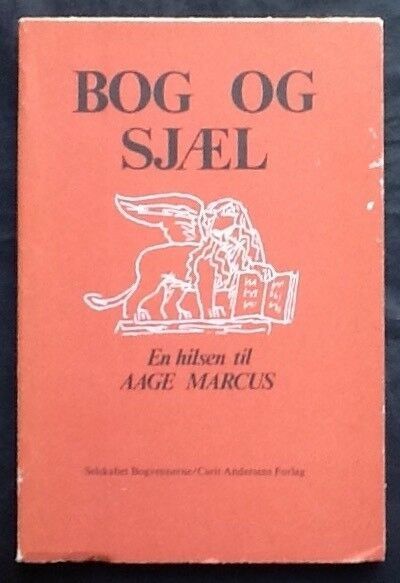 BOG OG
SJÆL
En hilsen til
AAGE MARCUS
Selskabet Bogvennerne/Carit Andersens Forlag